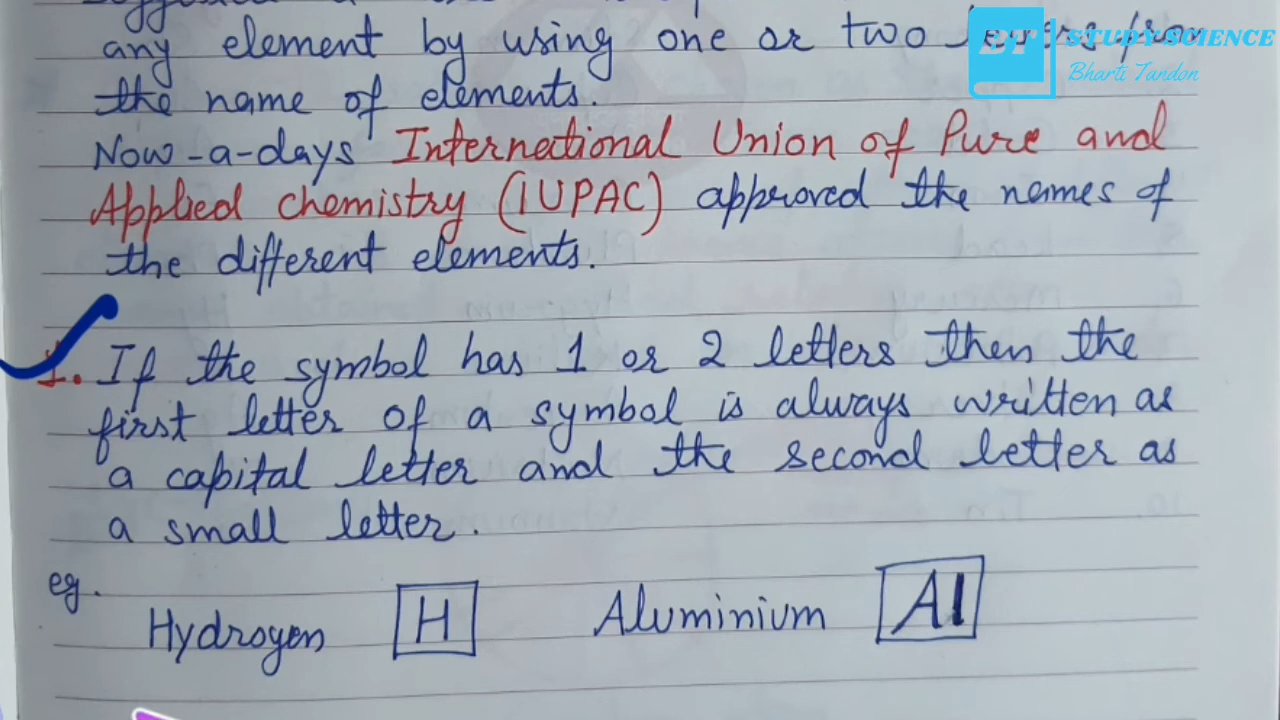 any element by using one or two letters from
the name of elements.
Now-a-days International Union of Pure and
Applied chemistry (IUPAC) approved the names of
the different elements.
1. If the symbol has 1 or 2 letters then the
first letter of a symbol is always written as
a capital letter and the second letter as
a small letter.
eg.
Hydrogen H Aluminium Al
STUDY SCIENCE
Bharti Tandon